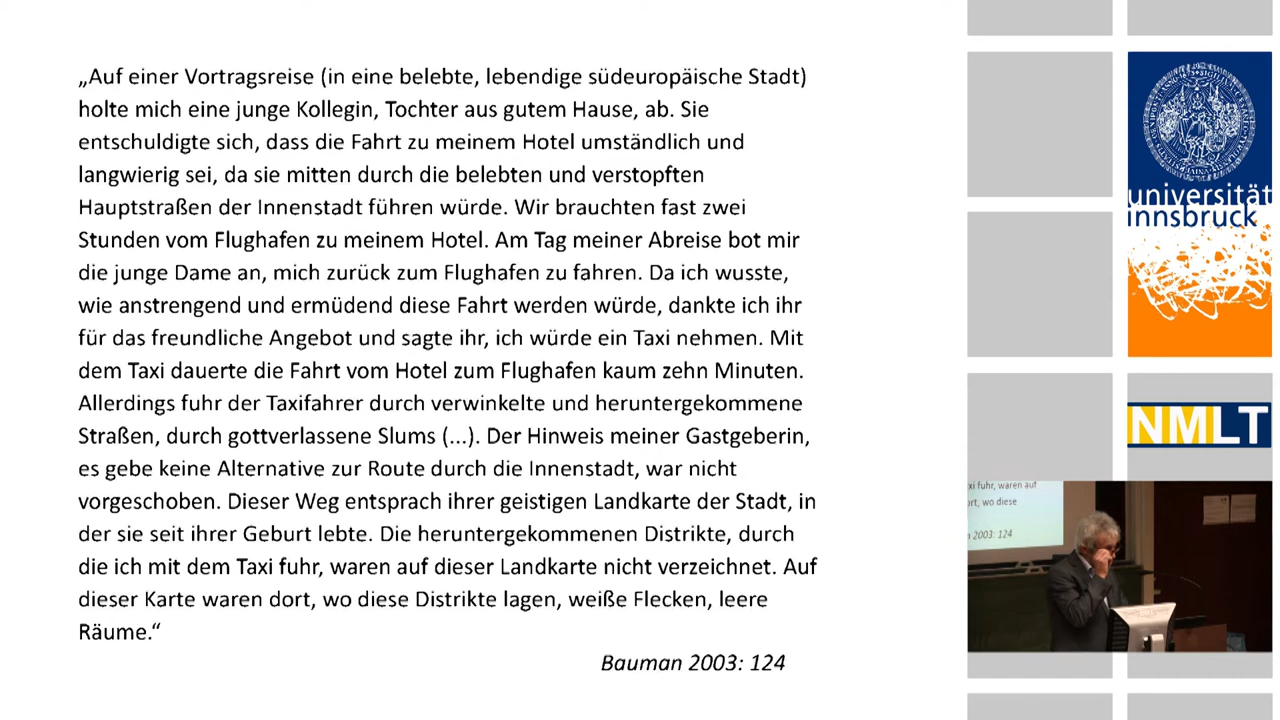 „Auf einer Vortragsreise (in eine belebte, lebendige südeuropäische Stadt)
holte mich eine junge Kollegin, Tochter aus gutem Hause, ab. Sie
entschuldigte sich, dass die Fahrt zu meinem Hotel umständlich und
langwierig sei, da sie mitten durch die belebten und verstopften
Hauptstraßen der Innenstadt führen würde. Wir brauchten fast zwei
Stunden vom Flughafen zu meinem Hotel. Am Tag meiner Abreise bot mir
die junge Dame an, mich zurück zum Flughafen zu fahren. Da ich wusste,
wie anstrengend und ermüdend diese Fahrt werden würde, dankte ich ihr
für das freundliche Angebot und sagte ihr, ich würde ein Taxi nehmen. Mit
dem Taxi dauerte die Fahrt vom Hotel zum Flughafen kaum zehn Minuten.
Allerdings fuhr der Taxifahrer durch verwinkelte und heruntergekommene
Straßen, durch gottverlassene Slums (...). Der Hinweis meiner Gastgeberin,
es gebe keine Alternative zur Route durch die Innenstadt, war nicht
vorgeschoben. Dieser Weg entsprach ihrer geistigen Landkarte der Stadt, in
der sie seit ihrer Geburt lebte. Die heruntergekommenen Distrikte, durch
die ich mit dem Taxi fuhr, waren auf dieser Landkarte nicht verzeichnet. Auf
dieser Karte waren dort, wo diese Distrikte lagen, weiße Flecken, leere
Räume.“
Bauman 2003: 124
universität
innsbruck
NMLT
xi fuhr, waren auf
ort, wo diese
n 2003: 124